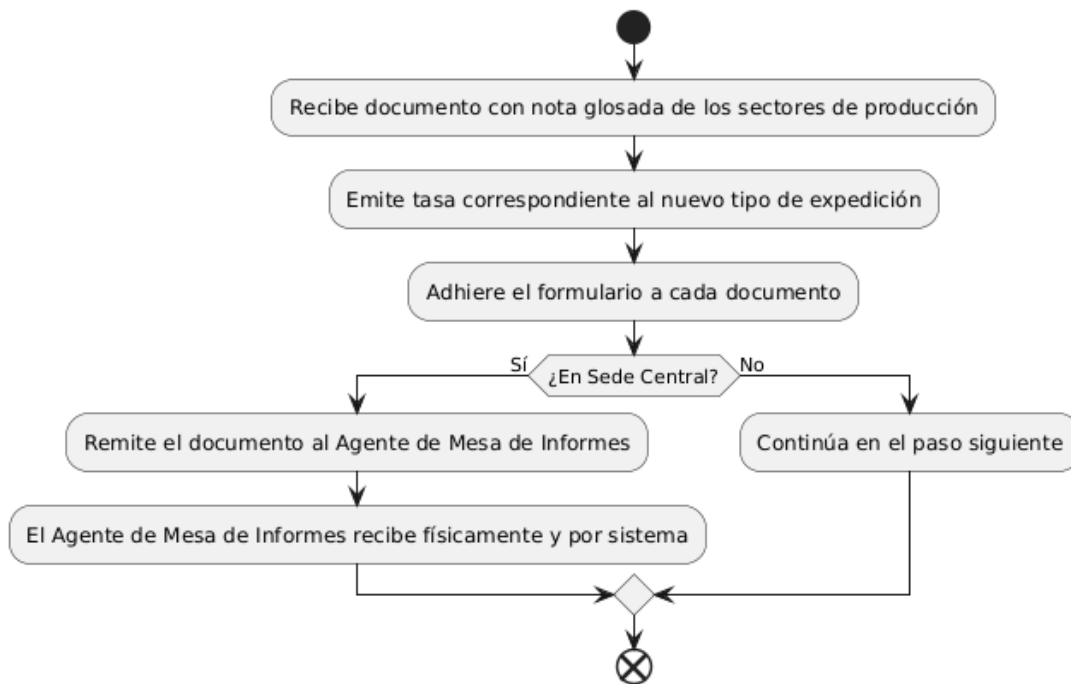 Recibe documento con nota glosada de los sectores de producción
Emite tasa correspondiente al nuevo tipo de expedición
Adhiere el formulario a cada documento
Sí
¿En Sede Central?
No
Remite el documento al Agente de Mesa de Informes
Continúa en el paso siguiente
El Agente de Mesa de Informes recibe físicamente y por sistema